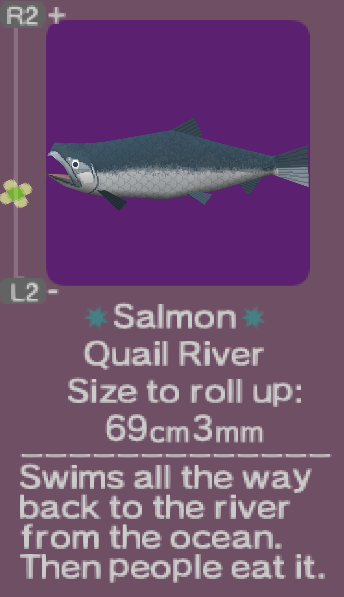 R2 +
L2 -
Salmon
Quail River
Size to roll up:
69cm3mm
Swims all the way
back to the river
from the ocean.
Then people eat it.